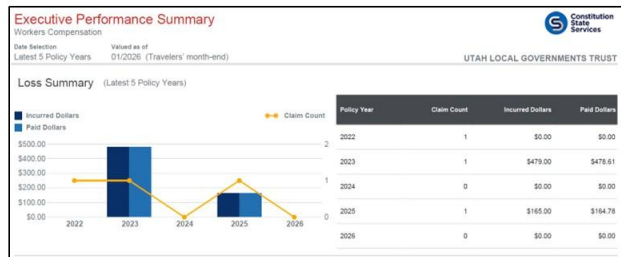 Executive Performance Summary
Workers Compensation
Constitution
State
Services
Date Selection
Valued as of
Latest 5 Policy Years
01/2026 (Travelers' month-end)
UTAH LOCAL GOVERNMENTS TRUST
Loss Summary (Latest 5 Policy Years)
Incurred Dollars
Claim Count
Paid Dollars
$500.00 2
$400.00
$300.00
$200.00 1
$100.00
$0.00 0
2022 2023 2024 2025 2026
Policy Year Claim Count Incurred Dollars Paid Dollars
2022 1 $0.00 $0.00
2023 1 $479.00 $478.61
2024 0 $0.00 $0.00
2025 1 $165.00 $164.76
2026 0 $0.00 $0.00